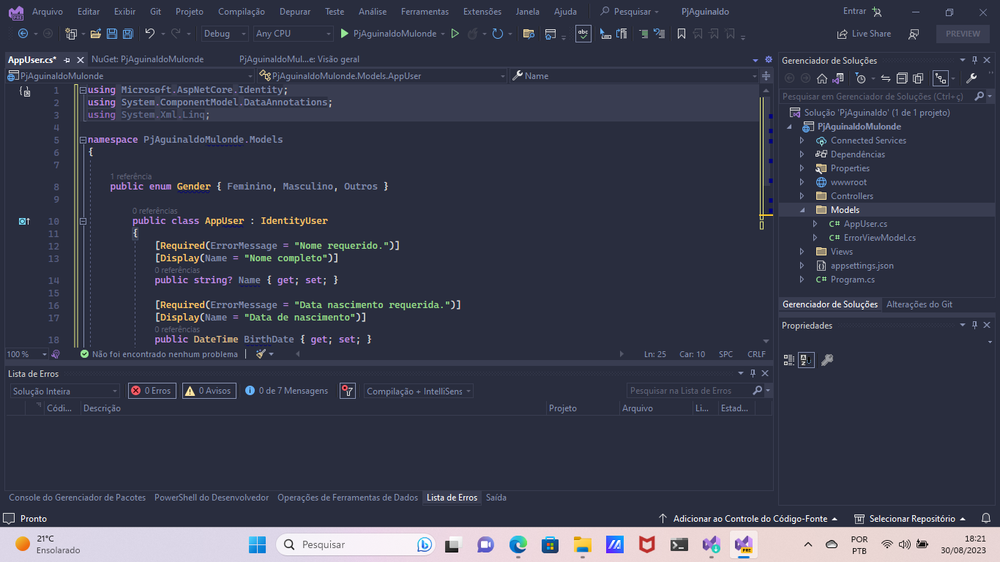 Arquivo Editar Exibir Git Projeto Compilação Depurar Teste Análise Ferramentas Extensões Janela Ajuda Pesquisar PjAguinaldo Entrar
PRE
Debug Any CPU PjAguinaldoMulonde abc Live Share PREVIEW
AppUser.cs* NuGet: PjAguinaldoMulonde PjAguinaldoMul...e: Visão geral
PjAguinaldoMulonde PjAguinaldoMulonde.Models.AppUser Name
1 using Microsoft.AspNetCore.Identity;
2 using System.ComponentModel.DataAnnotations;
3 using System.Xml.Linq;
4
5 namespace PjAguinaldoMulonde.Models
6 {
7
1 referência
8 public enum Gender { Feminino, Masculino, Outros }
9
0 referências
10 public class AppUser : IdentityUser
11 {
12 [Required(ErrorMessage = "Nome requerido.")]
13 [Display(Name = "Nome completo")]
0 referências
14 public string? Name { get; set; }
15
16 [Required(ErrorMessage = "Data nascimento requerida.")]
17 [Display(Name = "Data de nascimento")]
0 referências
18 public DateTime BirthDate { get; set; }
100 % Não foi encontrado nenhum problema Ln: 25 Car: 10 SPC CRLF
Lista de Erros
Solução Inteira 0 Erros 0 Avisos 0 de 7 Mensagens Compilação + IntelliSens Pesquisar na Lista de Erros
Códi... Descrição Projeto Arquivo Li... Estad...
Console do Gerenciador de Pacotes PowerShell do Desenvolvedor Operações de Ferramentas de Dados Lista de Erros Saída
Gerenciador de Soluções
Pesquisar em Gerenciador de Soluções (Ctrl+ç)
Solução 'PjAguinaldo' (1 de 1 projeto)
PjAguinaldoMulonde
Connected Services
Dependências
Properties
wwwroot
Controllers
Models
C# AppUser.cs
C# ErrorViewModel.cs
Views
appsettings.json
C# Program.cs
Gerenciador de Soluções Alterações do Git
Propriedades
Pronto Adicionar ao Controle do Código-Fonte Selecionar Repositório
21°C
Ensolarado
Pesquisar
PRE
POR
PTB
18:21
30/08/2023